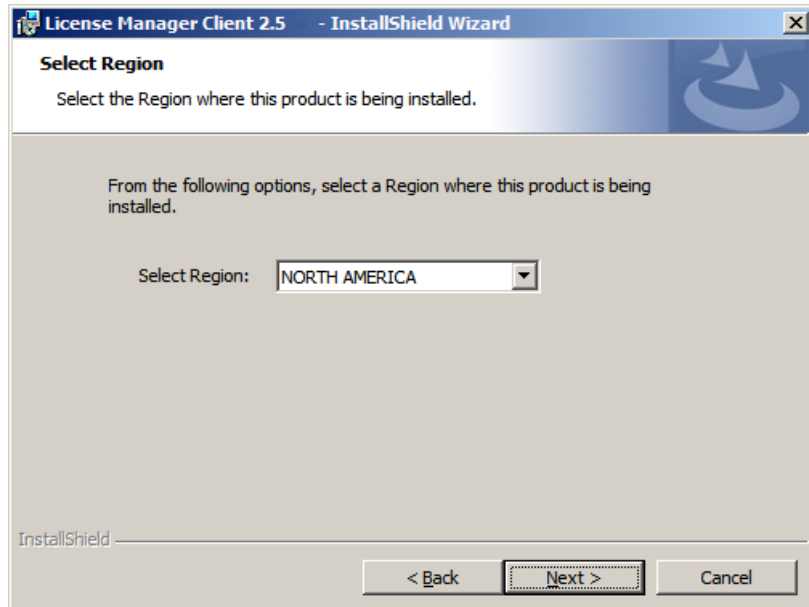 License Manager Client 2.5 - InstallShield Wizard
Select Region
Select the Region where this product is being installed.
From the following options, select a Region where this product is being
installed.
Select Region: NORTH AMERICA
InstallShield
< Back Next > Cancel